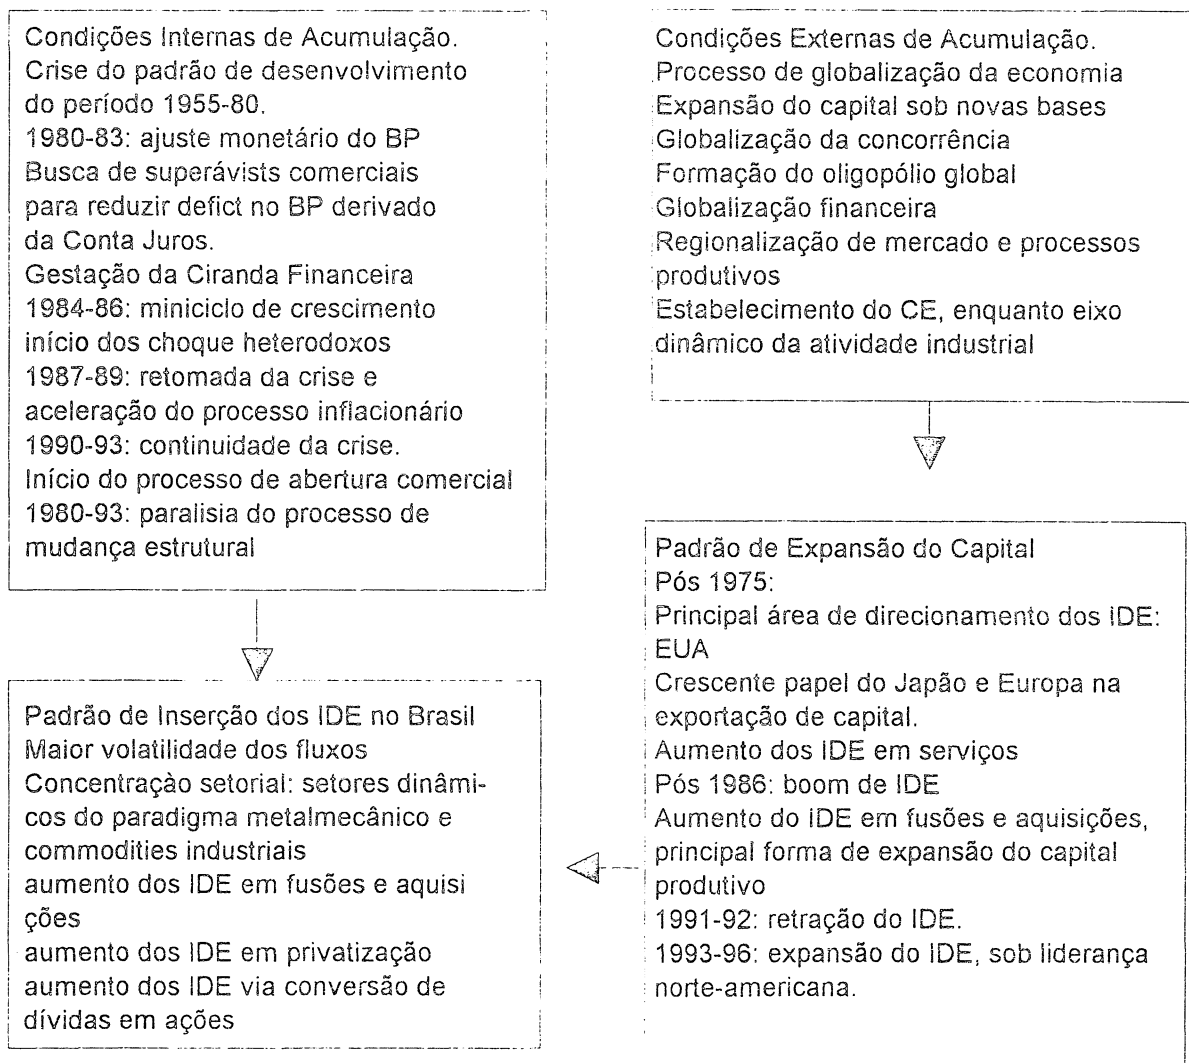 Condições Internas de Acumulação.
Crise do padrão de desenvolvimento
do período 1955-80.
1980-83: ajuste monetário do BP
Busca de superávists comerciais
para reduzir defict no BP derivado
da Conta Juros.
Gestação da Ciranda Financeira
1984-86: miniciclo de crescimento
início dos choque heterodoxos
1987-89: retomada da crise e
aceleração do processo inflacionário
1990-93: continuidade da crise.
Início do processo de abertura comercial
1980-93: paralisia do processo de
mudança estrutural
Condições Externas de Acumulação.
Processo de globalização da economia
Expansão do capital sob novas bases
Globalização da concorrência
Formação do oligopólio global
Globalização financeira
Regionalização de mercado e processos
produtivos
Estabelecimento do CE, enquanto eixo
dinâmico da atividade industrial
Padrão de Inserção dos IDE no Brasil
Maior volatilidade dos fluxos
Concentraçào setorial: setores dinâmi-
cos do paradigma metalmecânico e
commodities industriais
aumento dos IDE em fusões e aquisi
ções
aumento dos IDE em privatização
aumento dos IDE via conversão de
dívidas em ações
Padrão de Expansão do Capital
Pós 1975:
Principal área de direcionamento dos IDE:
EUA
Crescente papel do Japão e Europa na
exportação de capital.
Aumento dos IDE em serviços
Pós 1986: boom de IDE
Aumento do IDE em fusões e aquisições,
principal forma de expansão do capital
produtivo
1991-92: retração do IDE.
1993-96: expansão do IDE, sob liderança
norte-americana.